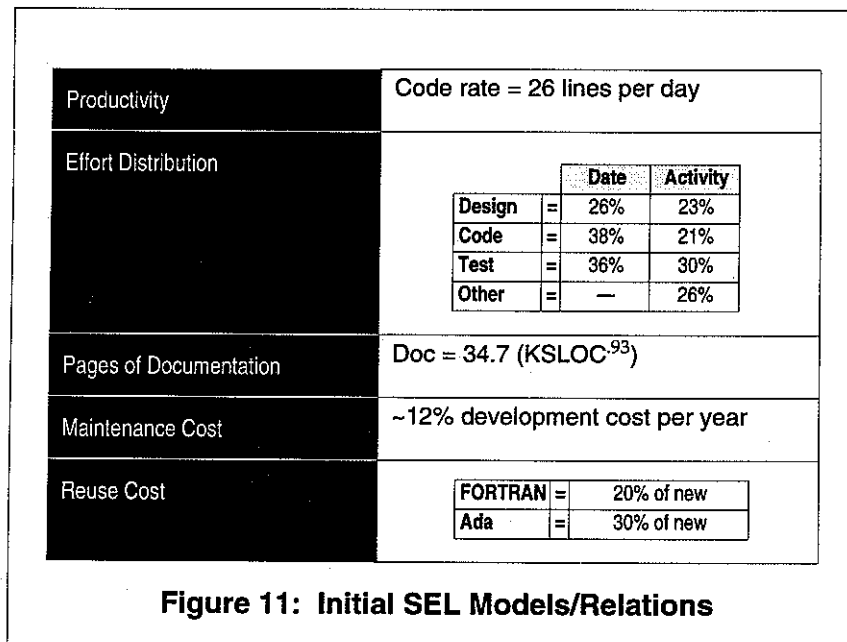 Productivity
Code rate = 26 lines per day
Effort Distribution
Date Activity
Design = 26% 23%
Code = 38% 21%
Test = 36% 30%
Other = — 26%
Pages of Documentation
Doc = 34.7 (KSLOC.93)
Maintenance Cost
~12% development cost per year
Reuse Cost
FORTRAN = 20% of new
Ada = 30% of new
Figure 11: Initial SEL Models/Relations